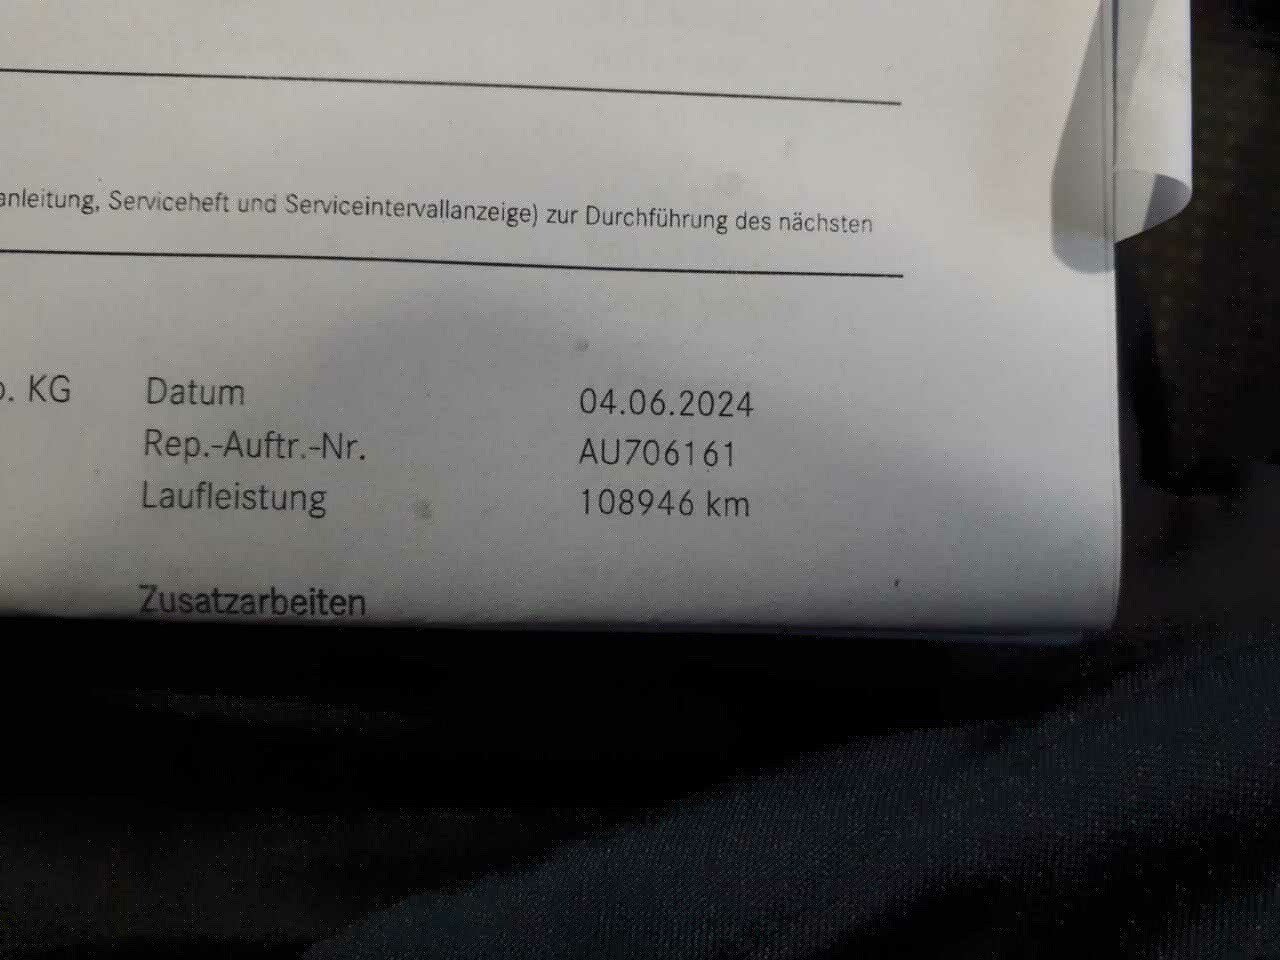 anleitung, Serviceheft und Serviceintervallanzeige) zur Durchführung des nächsten
o. KG
Datum 04.06.2024
Rep.-Auftr.-Nr. AU706161
Laufleistung 108946 km
Zusatzarbeiten